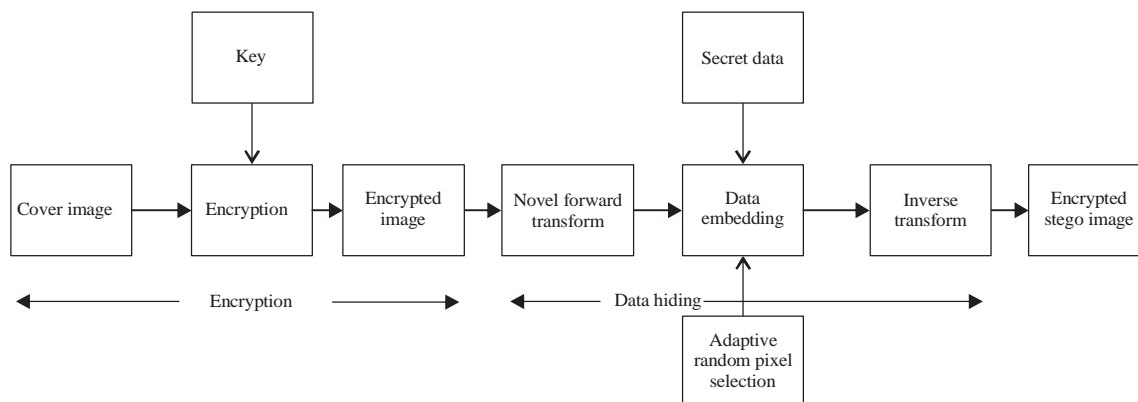 Key
Secret data
Cover image
Encryption
Encrypted
image
Novel forward
transform
Data
embedding
Inverse
transform
Encrypted
stego image
Encryption
Data hiding
Adaptive
random pixel
selection